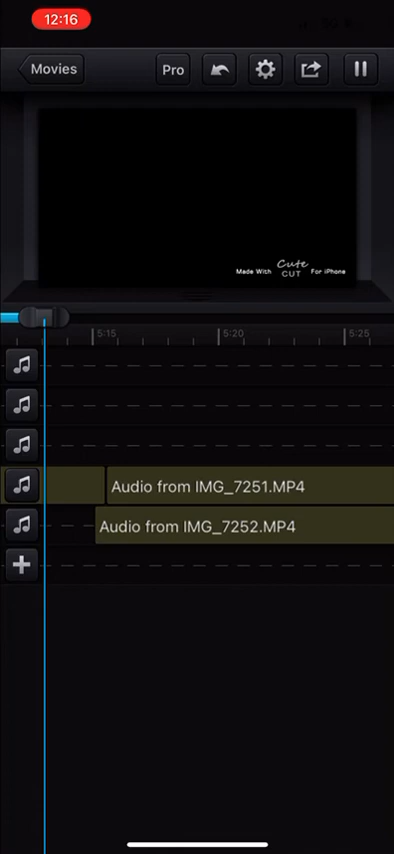 12:16
Movies
Pro
Made With Cute CUT For iPhone
5:15
5:20
5:25
Audio from IMG_7251.MP4
Audio from IMG_7252.MP4